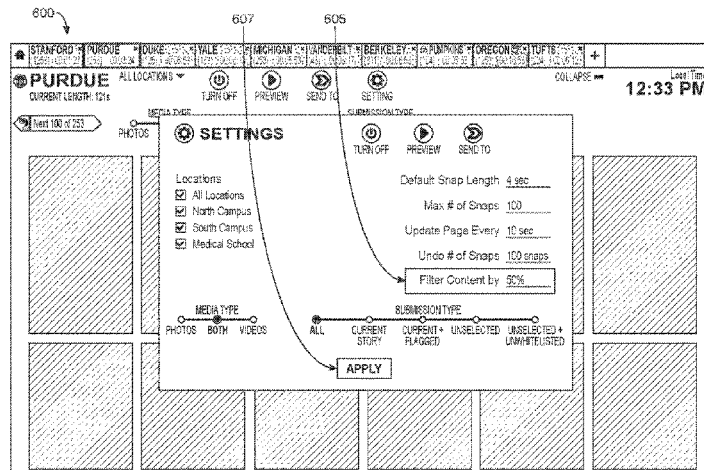 600
607
605
STANFORD PURDUE DUKE YALE MICHIGAN VANDERBILT BERKELEY PUMPKINS OREGON TUFTS +
PURDUE ALL LOCATIONS
CURRENT LENGTH: 121s
TURN OFF PREVIEW SEND TO SETTING
COLLAPSE
Local Time
12:33 PM
Next 100 of 253
MEDIA TYPE
PHOTOS
SUBMISSION TYPE
SETTINGS
TURN OFF PREVIEW SEND TO
Locations
All Locations
North Campus
South Campus
Medical School
Default Snap Length 4 sec
Max # of Snaps 100
Update Page Every 10 sec
Undo # of Snaps 100 snaps
Filter Content by 50%
MEDIA TYPE
PHOTOS BOTH VIDEOS
SUBMISSION TYPE
ALL CURRENT STORY CURRENT + FLAGGED UNSELECTED UNSELECTED + UNWHITELISTED
APPLY